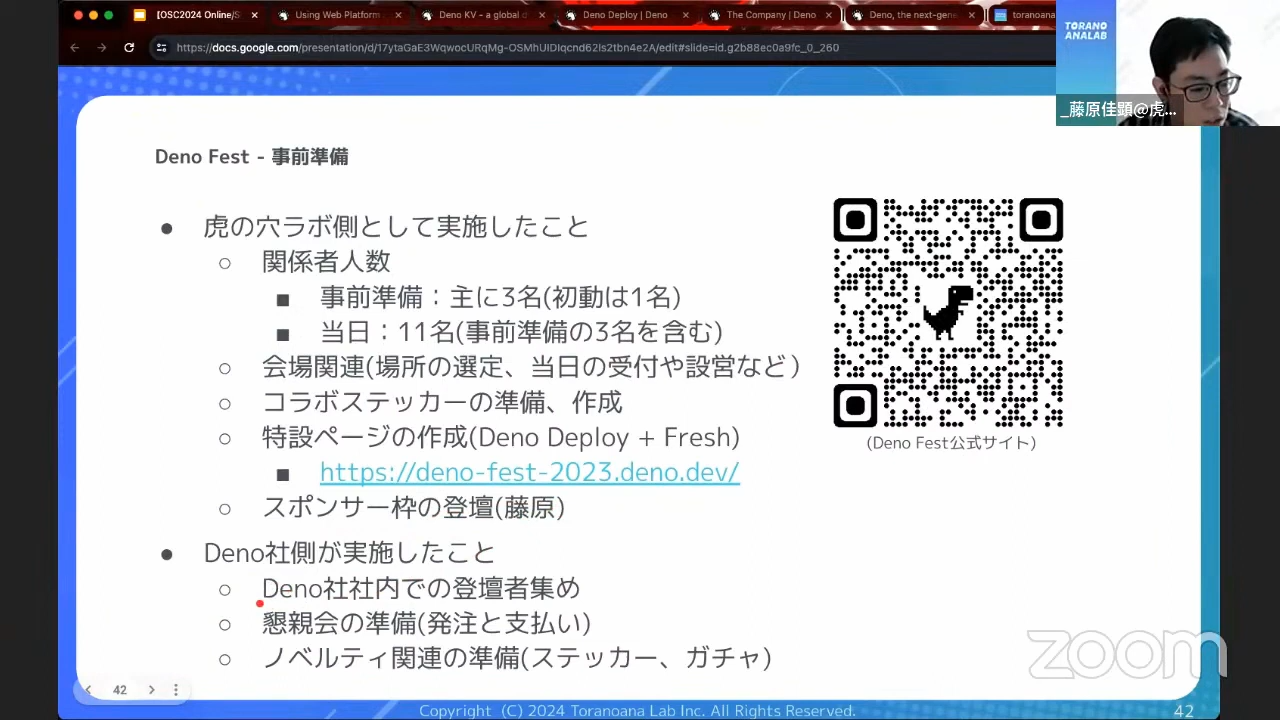 [OSC2024 Online/S
Using Web Platform
Deno KV - a global d
Deno Deploy | Deno
The Company | Deno
Deno, the next-gene
toranoana
https://docs.google.com/presentation/d/17ytaGaE3WqwocURqMg-OSMhUIDIqcnd62Is2tbn4e2A/edit#slide=id.g2b88ec0a9fc_0_260
TORANO
ANALAB
_藤原佳顕@虎...
Deno Fest - 事前準備
● 虎の穴ラボ側として実施したこと
○ 関係者人数
■ 事前準備：主に3名(初動は1名)
■ 当日：11名(事前準備の3名を含む)
○ 会場関連(場所の選定、当日の受付や設営など）
○ コラボステッカーの準備、作成
○ 特設ページの作成(Deno Deploy + Fresh)
■ https://deno-fest-2023.deno.dev/
○ スポンサー枠の登壇(藤原)
● Deno社側が実施したこと
○ Deno社社内での登壇者集め
○ 懇親会の準備(発注と支払い)
○ ノベルティ関連の準備(ステッカー、ガチャ)
(Deno Fest公式サイト)
zoom
42
Copyright (C) 2024 Toranoana Lab Inc. All Rights Reserved.
42